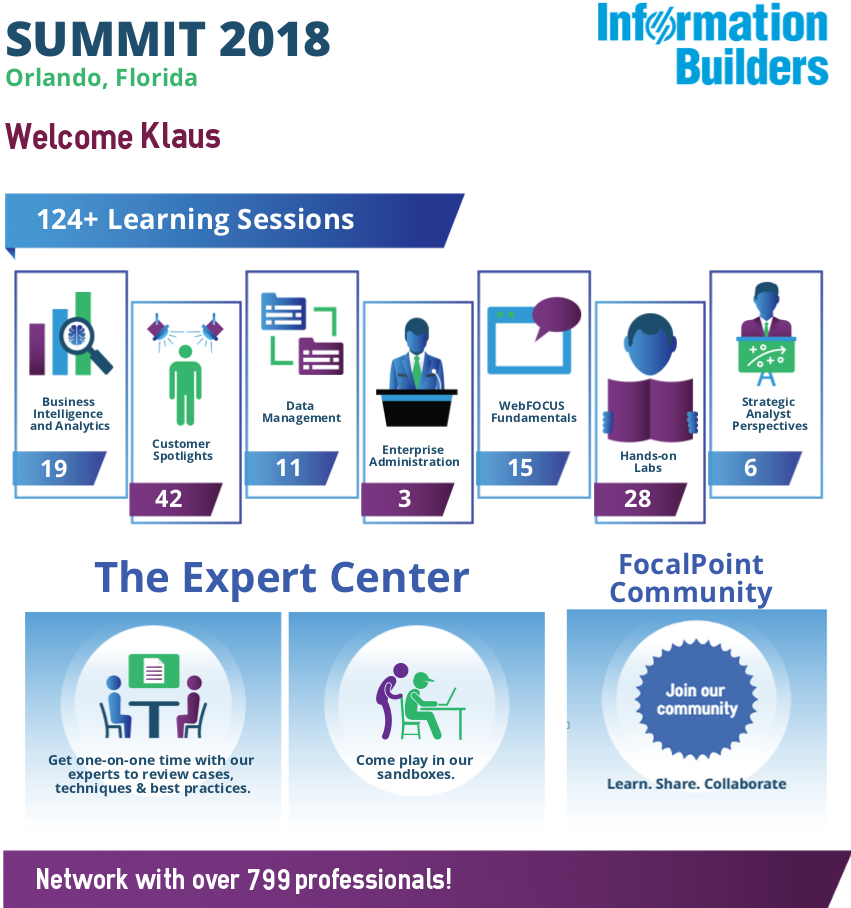 SUMMIT 2018
Orlando, Florida
Information
Builders
Welcome Klaus
124+ Learning Sessions
Business
Intelligence
and Analytics
19
Customer
Spotlights
42
Data
Management
11
Enterprise
Administration
3
WebFOCUS
Fundamentals
15
Hands-on
Labs
28
Strategic
Analyst
Perspectives
6
The Expert Center
Get one-on-one time with our
experts to review cases,
techniques & best practices.
Come play in our
sandboxes.
FocalPoint
Community
Join our
community
Learn. Share. Collaborate
Network with over 799 professionals!